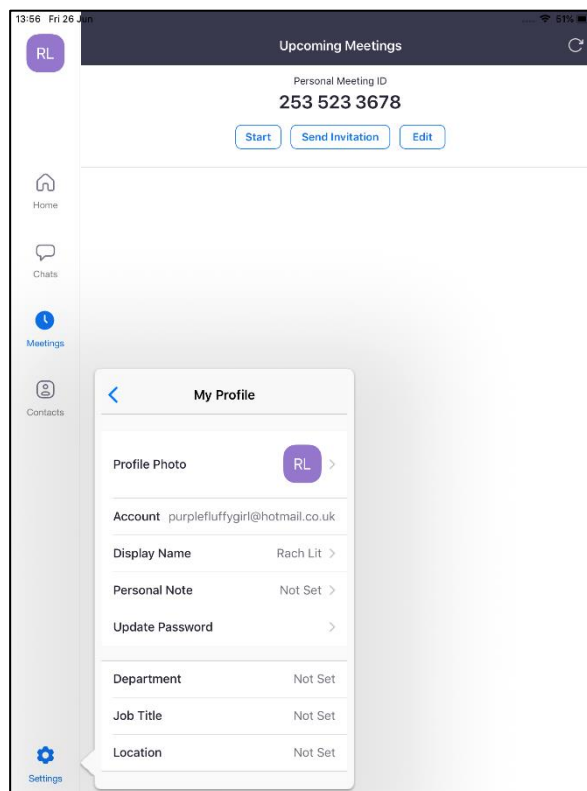 13:56 Fri 26 Jun
51%
RL
Upcoming Meetings
Personal Meeting ID
253 523 3678
Start
Send Invitation
Edit
Home
Chats
Meetings
Contacts
My Profile
Profile Photo RL
Account purplefluffygirl@hotmail.co.uk
Display Name Rach Lit
Personal Note Not Set
Update Password
Department Not Set
Job Title Not Set
Location Not Set
Settings